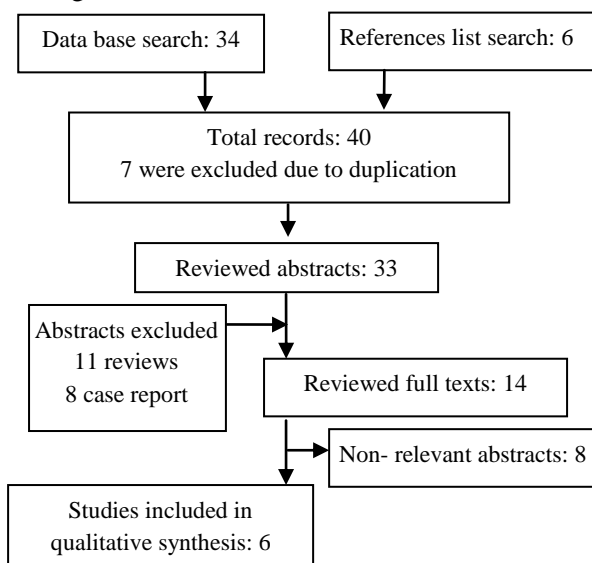 Data base search: 34
References list search: 6
Total records: 40
7 were excluded due to duplication
Reviewed abstracts: 33
Abstracts excluded
11 reviews
8 case report
Reviewed full texts: 14
Non- relevant abstracts: 8
Studies included in
qualitative synthesis: 6